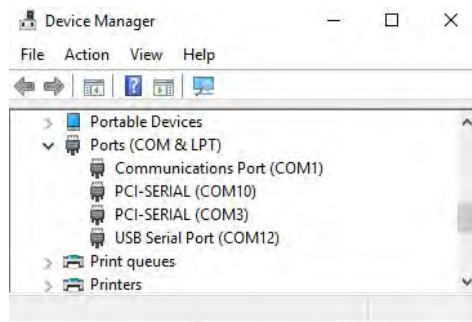 Device Manager
File Action View Help
Portable Devices
Ports (COM & LPT)
Communications Port (COM1)
PCI-SERIAL (COM10)
PCI-SERIAL (COM3)
USB Serial Port (COM12)
Print queues
Printers